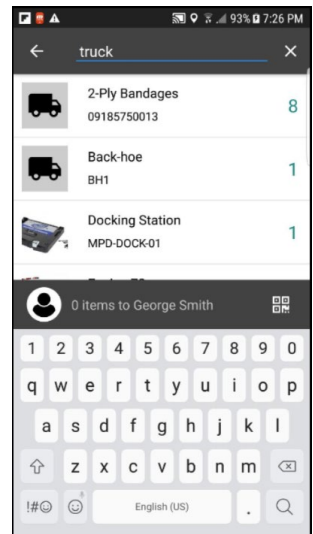 93% 7:26 PM
truck
2-Ply Bandages
09185750013
8
Back-hoe
BH1
1
Docking Station
MPD-DOCK-01
1
0 items to George Smith
1 2 3 4 5 6 7 8 9 0
q w e r t y u i o p
a s d f g h j k l
z x c v b n m
!#☺ English (US) .